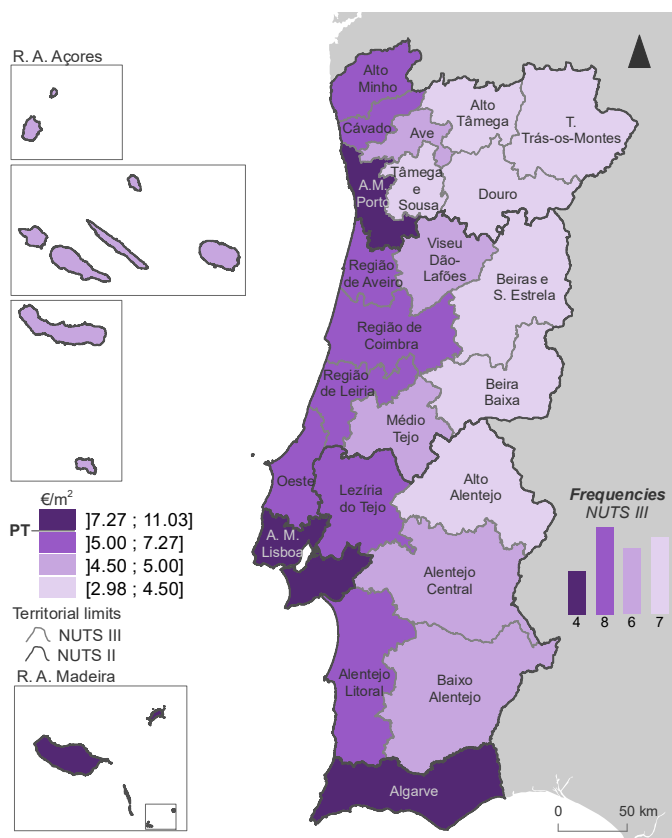 R. A. Açores
Alto
Minho
Cávado
Ave
Alto
Tâmega
T.
Trás-os-Montes
A.M.
Porto
Tâmega
e
Sousa
Douro
Viseu
Dão-
Lafões
Região
de Aveiro
Beiras e
S. Estrela
Região de
Coimbra
Região
de Leiria
Beira
Baixa
Médio
Tejo
Oeste
Lezíria
do Tejo
Alto
Alentejo
A. M.
Lisboa
Alentejo
Central
Alentejo
Litoral
Baixo
Alentejo
Algarve
€/m²
PT
]7.27 ; 11.03]
]5.00 ; 7.27]
]4.50 ; 5.00]
[2.98 ; 4.50]
Territorial limits
NUTS III
NUTS II
R. A. Madeira
Frequencies
NUTS III
4 8 6 7
0 50 km